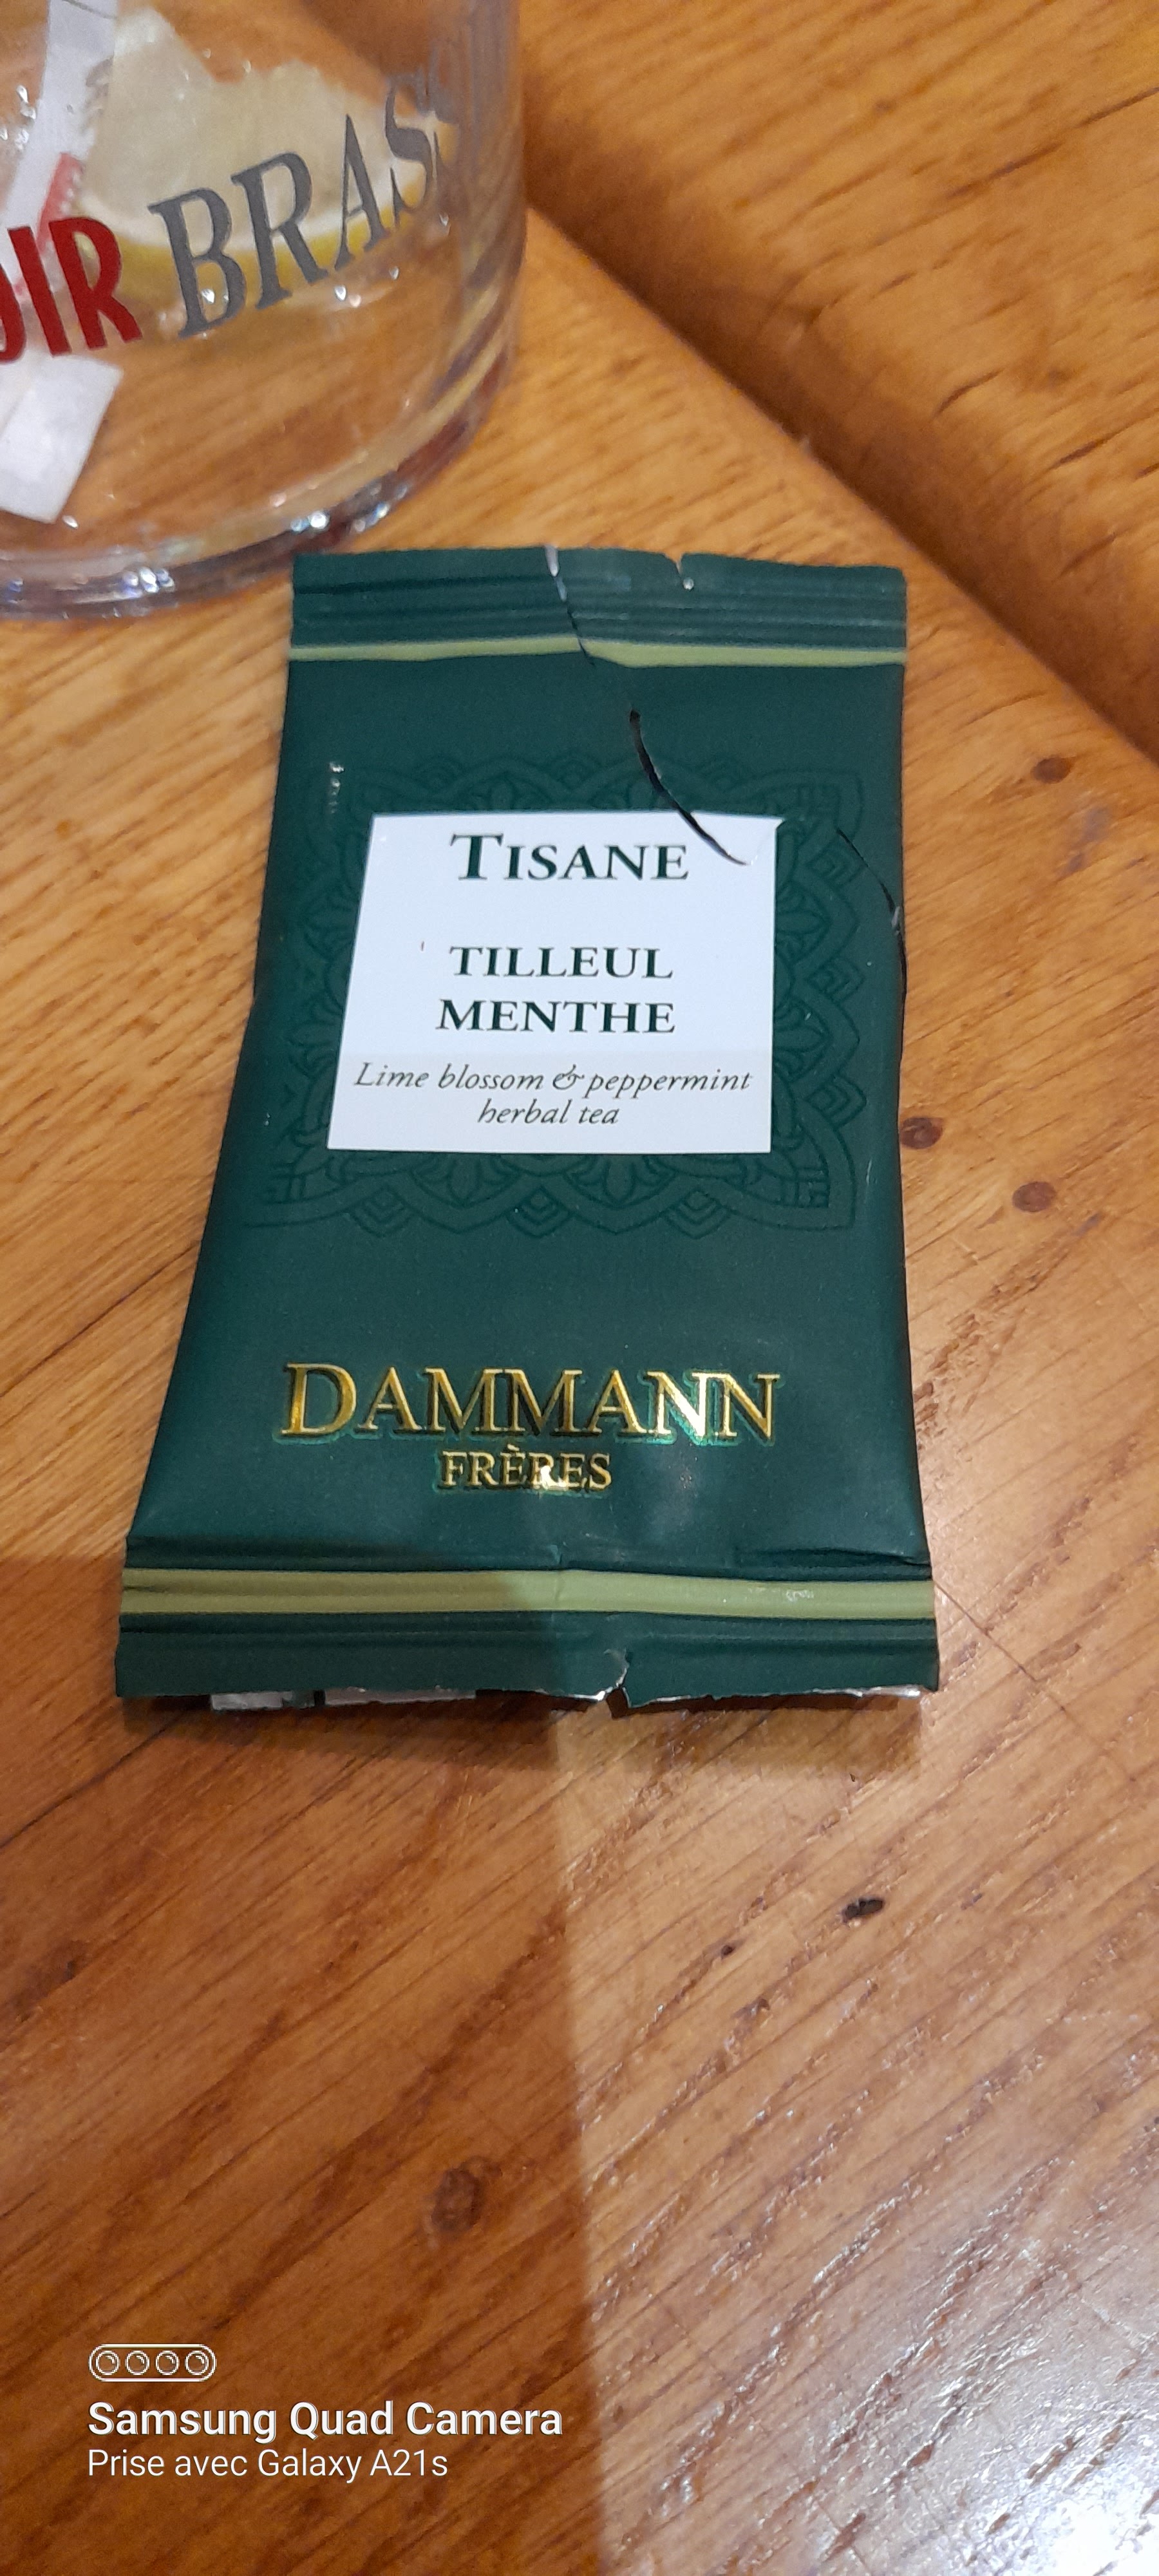 BRAS
TISANE
TILLEUL
MENTHE
Lime blossom & peppermint
herbal tea
DAMMANN
FRÈRES
Samsung Quad Camera
Prise avec Galaxy A21s